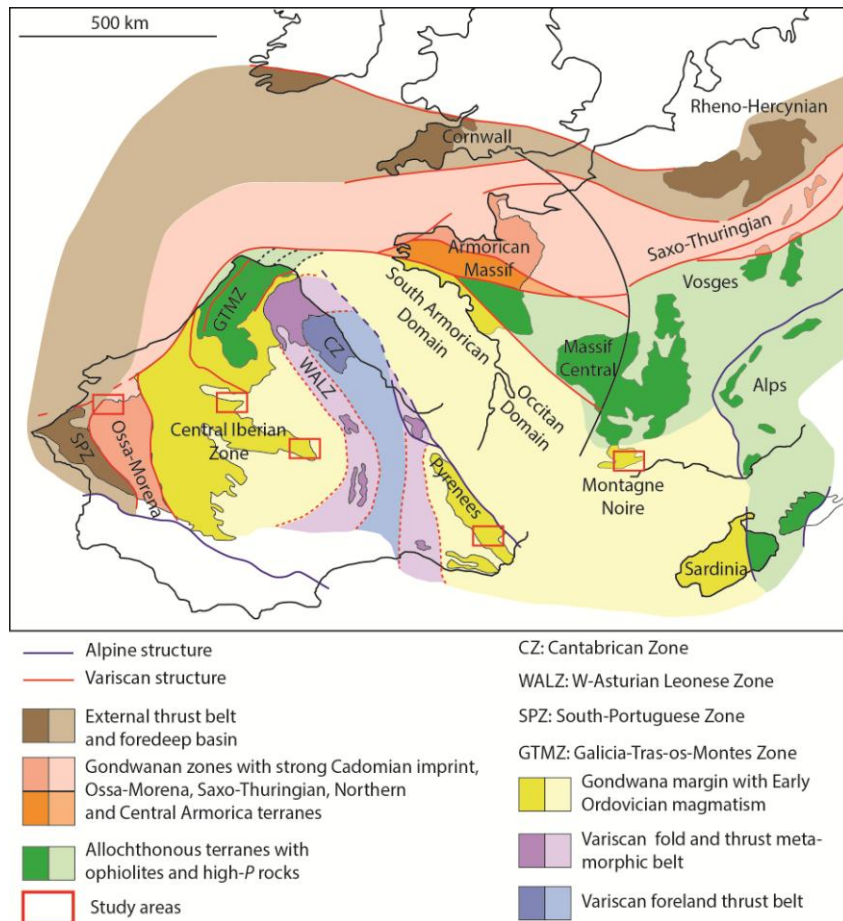 500 km
Rheno-Hercynian
Cornwall
Saxo-Thuringian
Armorican
Massif
Vosges
GTMZ
South Armorican
Domain
CZ
Massif
Central
Alps
WALZ
Occitan
Domain
Central Iberian
Zone
SPZ
Ossa-Morena
Pyrenees
Montagne
Noire
Sardinia
Alpine structure
Variscan structure
External thrust belt
and foredeep basin
Gondwanan zones with strong Cadomian imprint,
Ossa-Morena, Saxo-Thuringian, Northern
and Central Armorica terranes
Allochthonous terranes with
ophiolites and high-P rocks
Study areas
CZ: Cantabrican Zone
WALZ: W-Asturian Leonese Zone
SPZ: South-Portuguese Zone
GTMZ: Galicia-Tras-os-Montes Zone
Gondwana margin with Early
Ordovician magmatism
Variscan fold and thrust meta-
morphic belt
Variscan foreland thrust belt